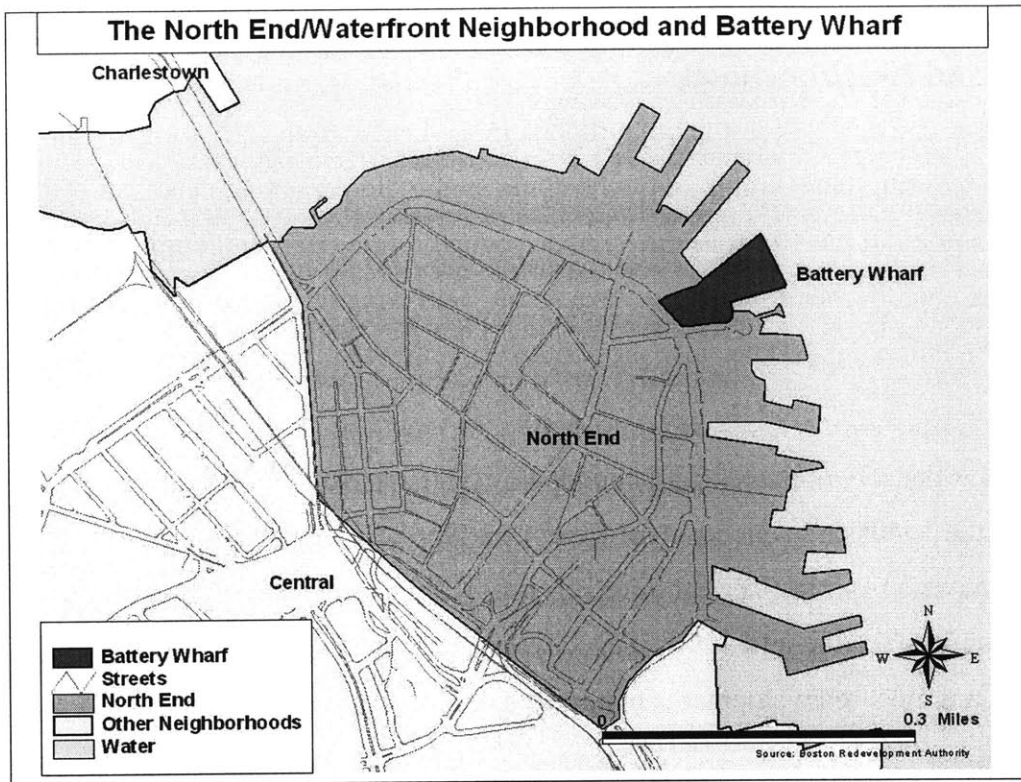 The North End/Waterfront Neighborhood and Battery Wharf
Charlestown
Battery Wharf
North End
Central
Battery Wharf
Streets
North End
Other Neighborhoods
Water
N
W E
S
0 0.3 Miles
Source: Boston Redevelopment Authority